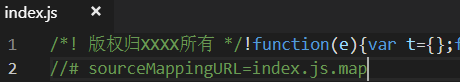 index.js ×
1 /*! 版权归XXXX所有 */!function(e){var t={};f
2 //# sourceMappingURL=index.js.map